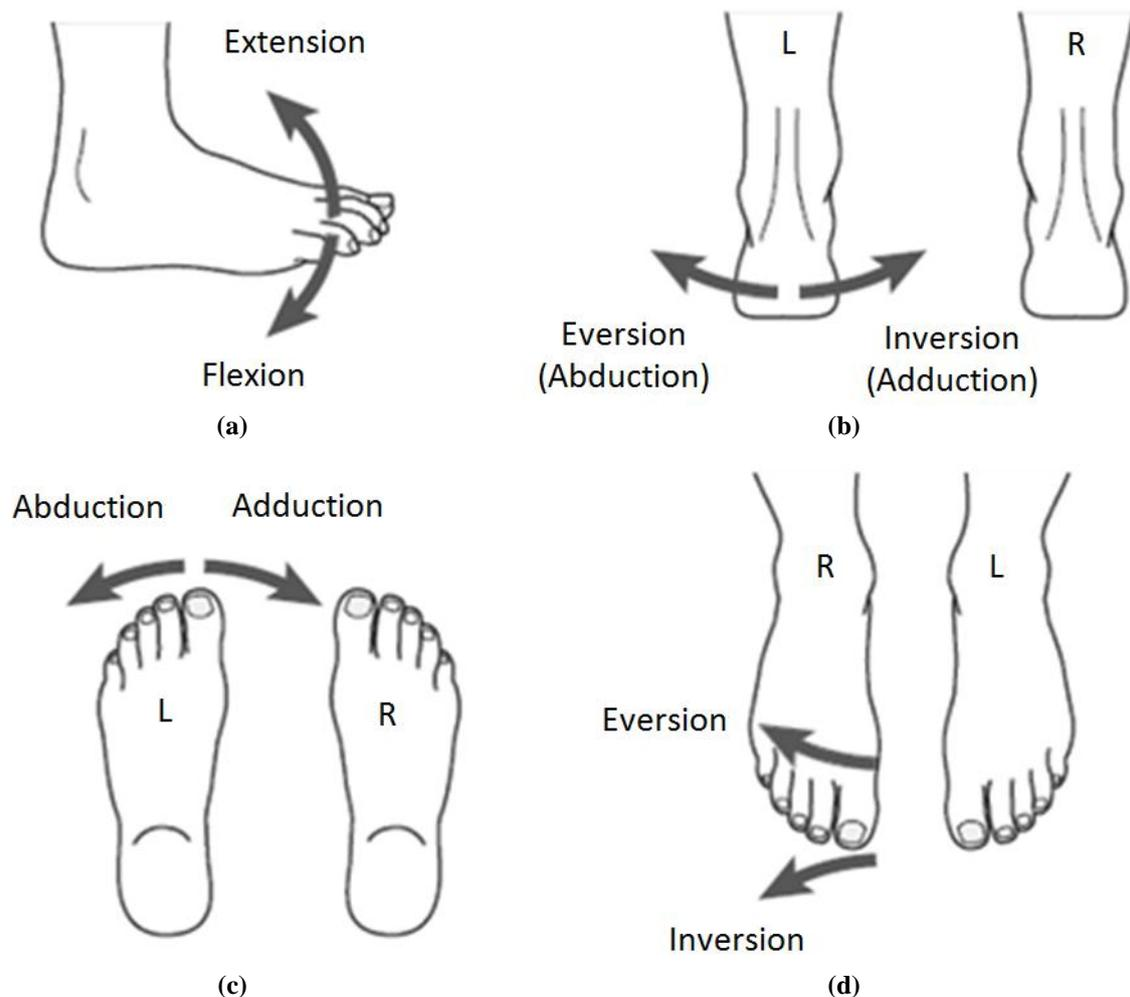 Extension
Flexion
(a)
L
R
Eversion
(Abduction)
Inversion
(Adduction)
(b)
Abduction
Adduction
L
R
(c)
R
L
Eversion
Inversion
(d)